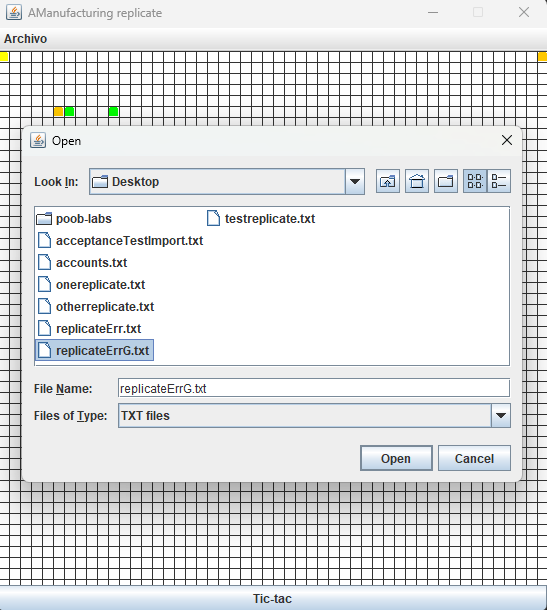 AManufacturing replicate
Archivo
Open
Look In: Desktop
poob-labs
acceptanceTestImport.txt
accounts.txt
onereplicate.txt
otherreplicate.txt
replicateErr.txt
replicateErrG.txt
testreplicate.txt
File Name: replicateErrG.txt
Files of Type: TXT files
Open Cancel
Tic-tac